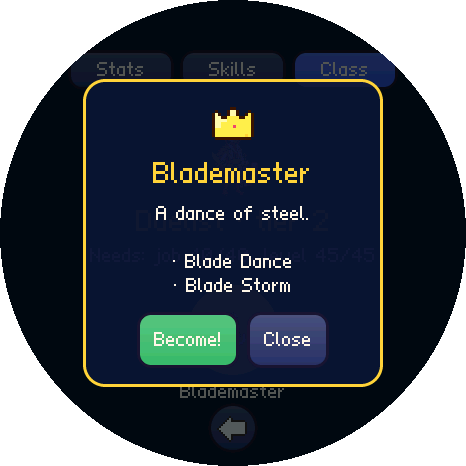 Stats Skills Class
Blademaster
A dance of steel.
· Blade Dance
· Blade Storm
Become! Close
Blademaster